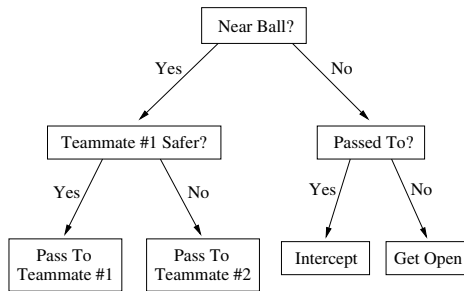 Near Ball?
Yes
No
Teammate #1 Safer?
Passed To?
Yes
No
Yes
No
Pass To
Teammate #1
Pass To
Teammate #2
Intercept
Get Open